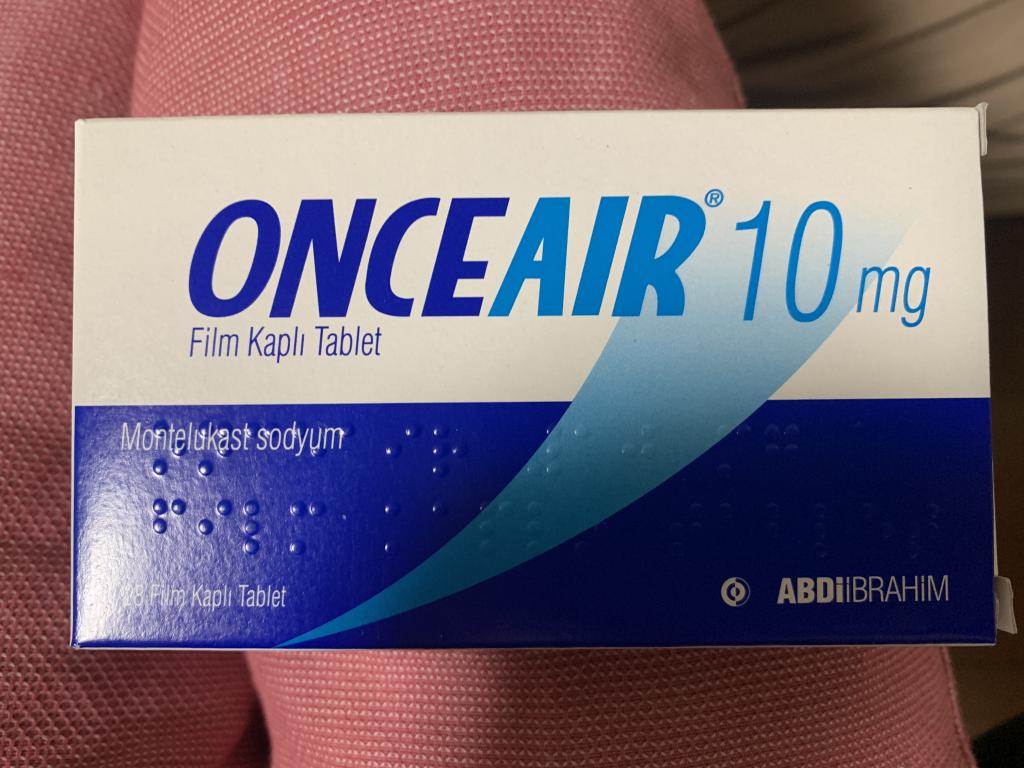 ONCEAIR® 10 mg
Film Kaplı Tablet
Montelukast sodyum
28 Film Kaplı Tablet
ABDİİBRAHİM